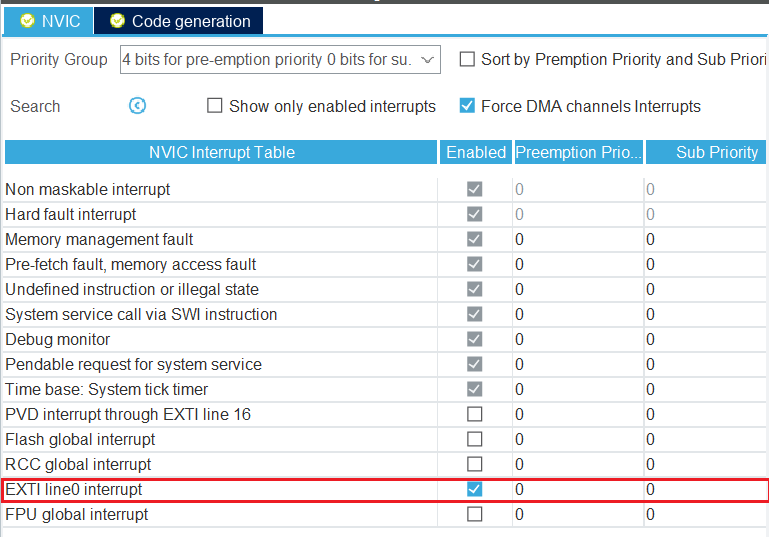 NVIC Code generation
Priority Group 4 bits for pre-emption priority 0 bits for su. Sort by Premption Priority and Sub Priori
Search Show only enabled interrupts Force DMA channels Interrupts
NVIC Interrupt Table Enabled Preemption Prio... Sub Priority
Non maskable interrupt 0 0
Hard fault interrupt 0 0
Memory management fault 0 0
Pre-fetch fault, memory access fault 0 0
Undefined instruction or illegal state 0 0
System service call via SWI instruction 0 0
Debug monitor 0 0
Pendable request for system service 0 0
Time base: System tick timer 0 0
PVD interrupt through EXTI line 16 0 0
Flash global interrupt 0 0
RCC global interrupt 0 0
EXTI line0 interrupt 0 0
FPU global interrupt 0 0